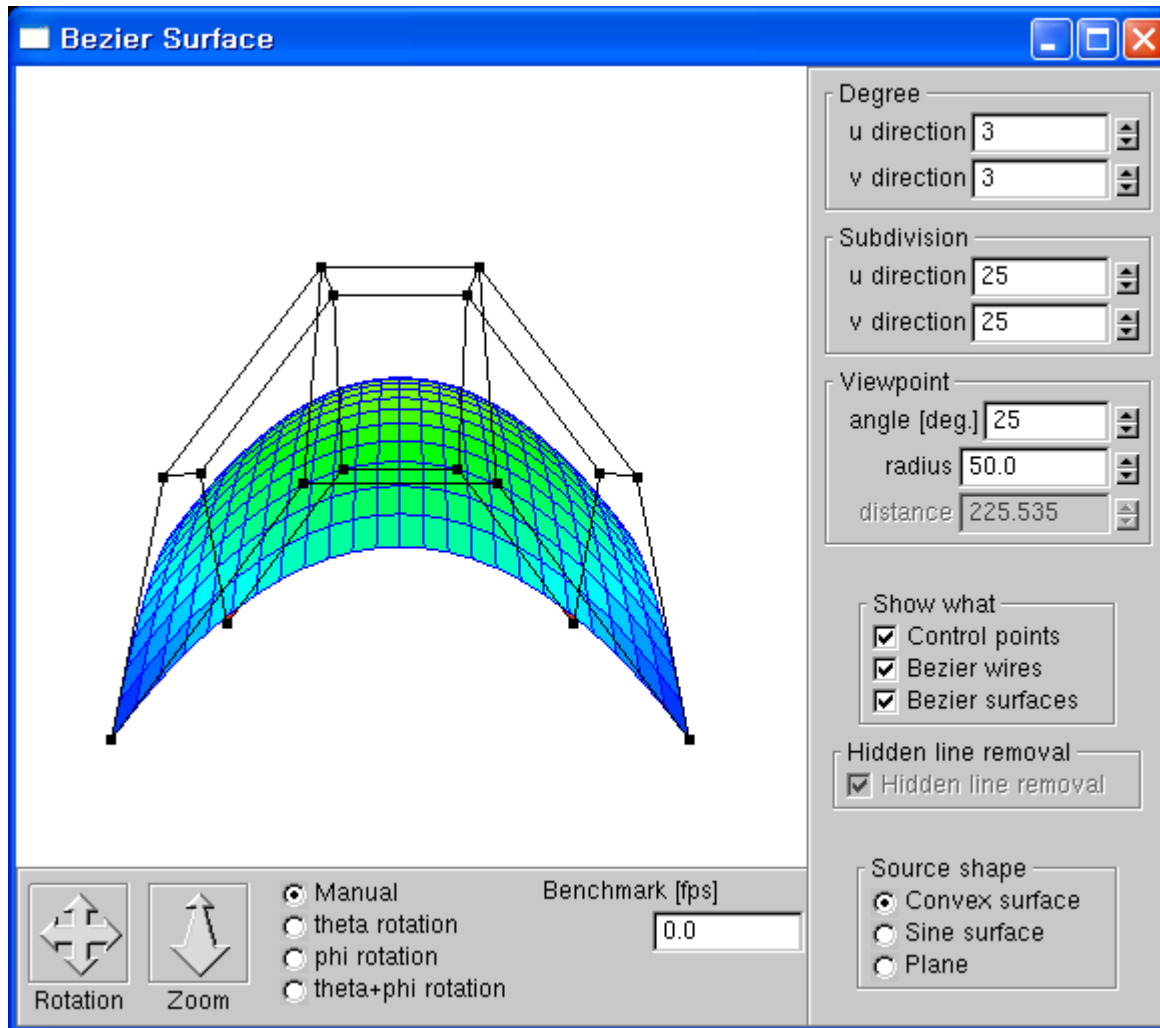 Bezier Surface
Degree
u direction 3
v direction 3
Subdivision
u direction 25
v direction 25
Viewpoint
angle [deg.] 25
radius 50.0
distance 225.535
Show what
Control points
Bezier wires
Bezier surfaces
Hidden line removal
Hidden line removal
Source shape
Convex surface
Sine surface
Plane
Rotation
Zoom
Manual
theta rotation
phi rotation
theta+phi rotation
Benchmark [fps]
0.0